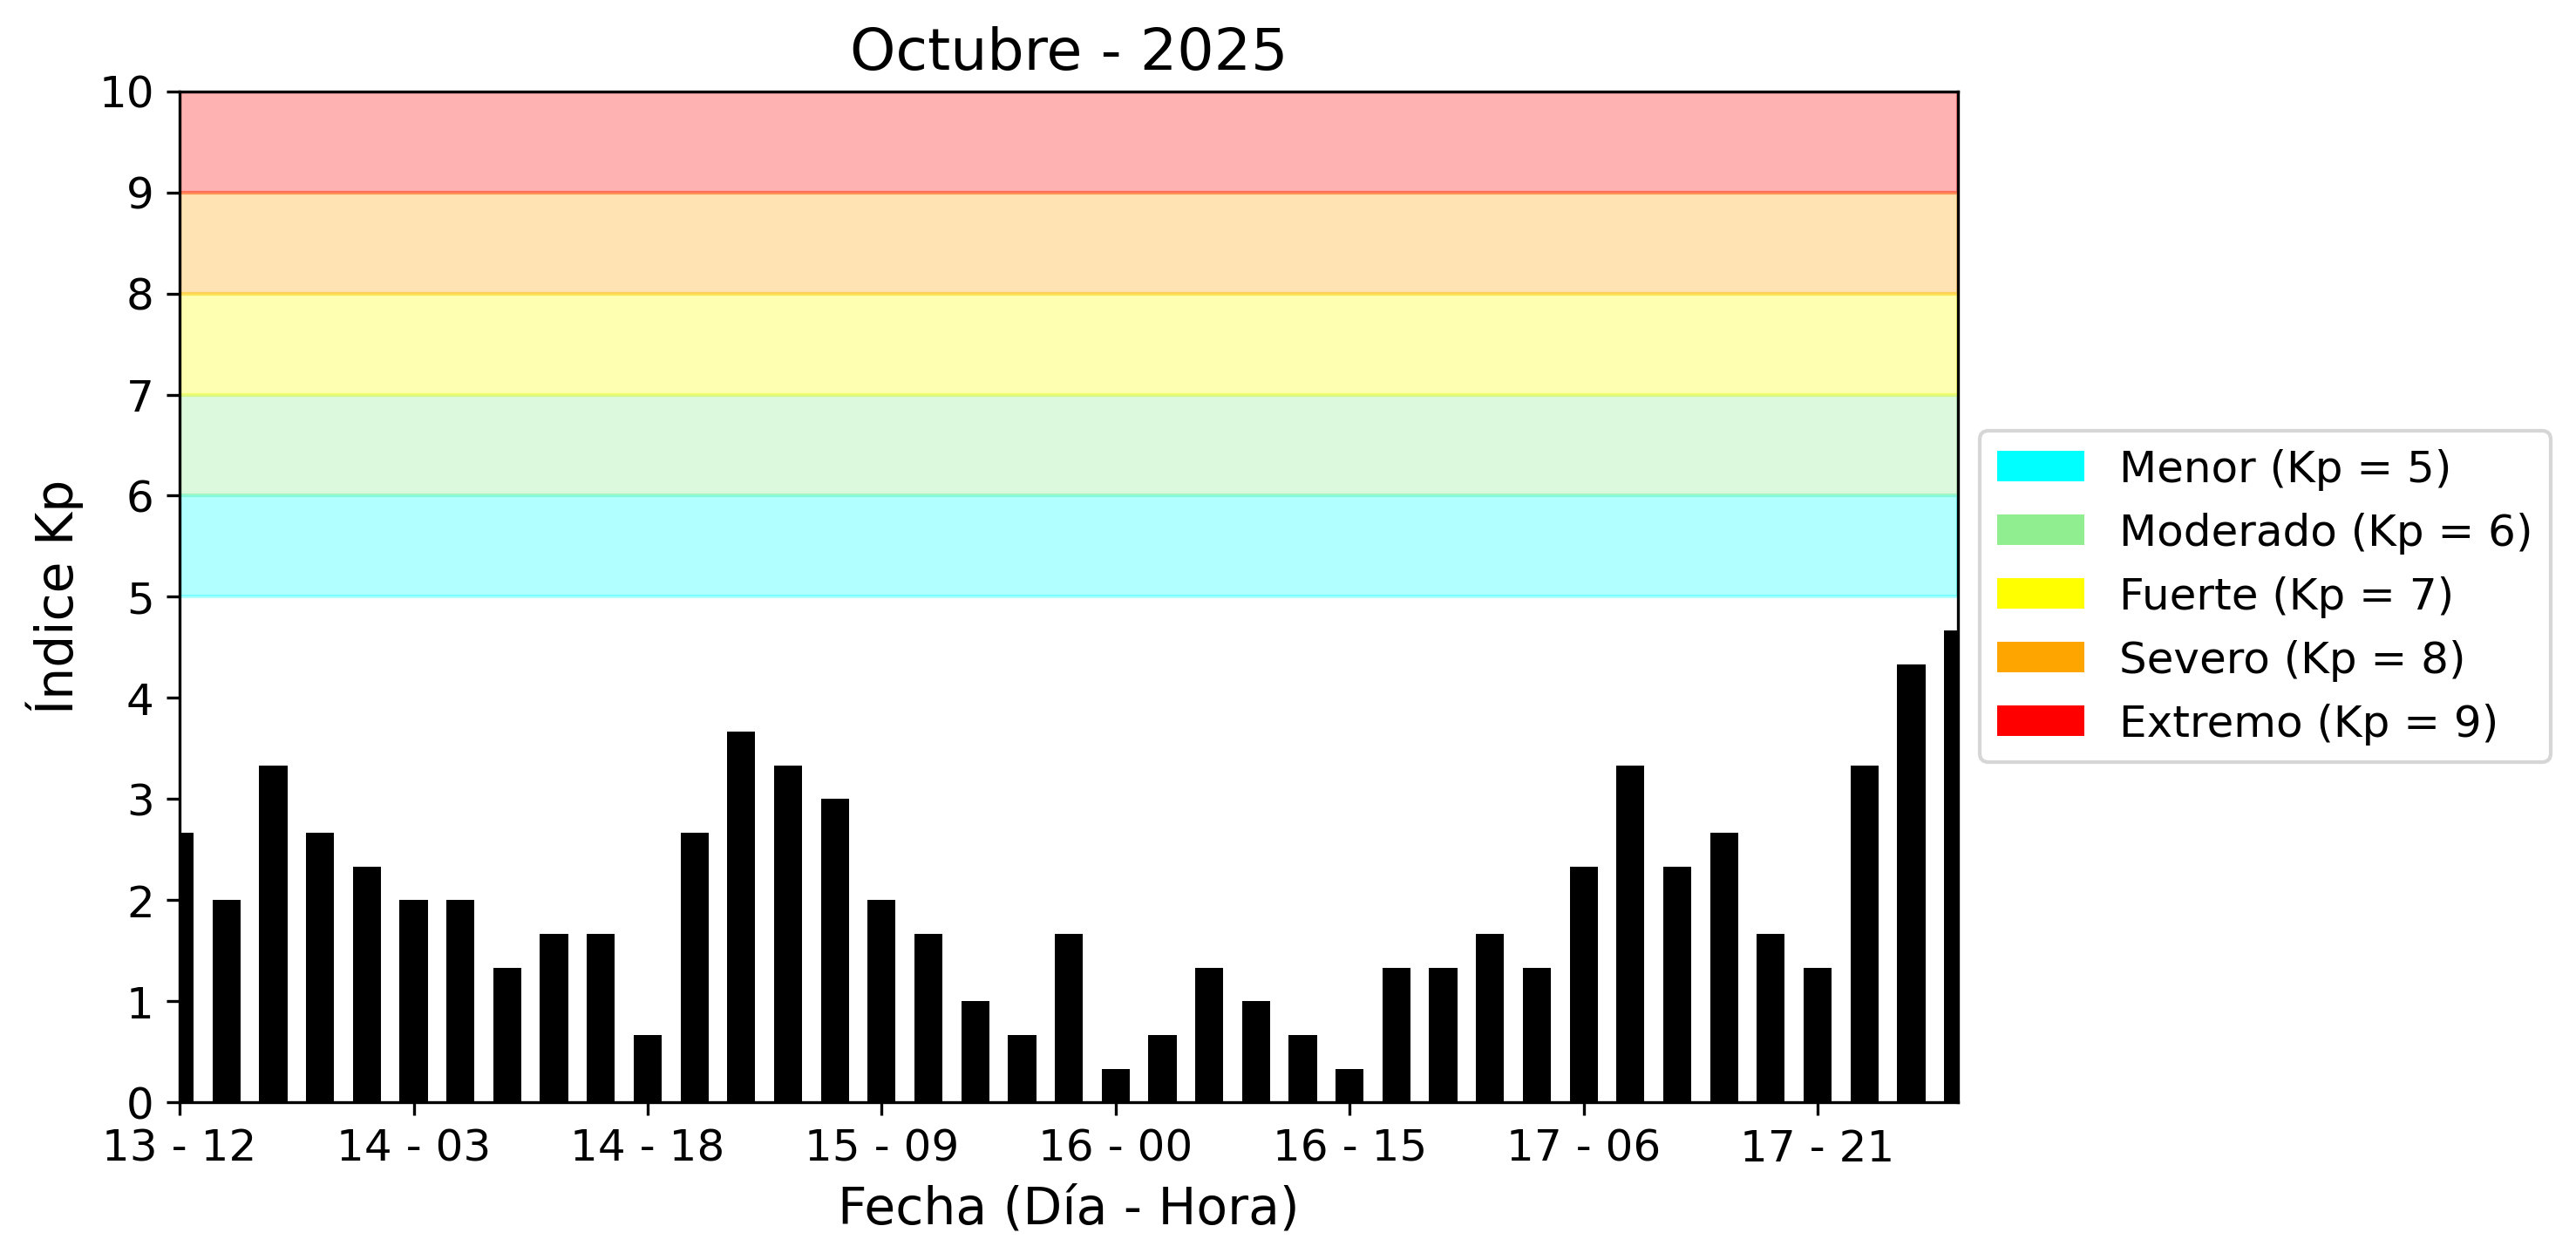 Octubre - 2025
10
9
8
7
6
5
4
3
2
1
0
Índice Kp
13 - 12
14 - 03
14 - 18
15 - 09
16 - 00
16 - 15
17 - 06
17 - 21
Fecha (Día - Hora)
Menor (Kp = 5)
Moderado (Kp = 6)
Fuerte (Kp = 7)
Severo (Kp = 8)
Extremo (Kp = 9)